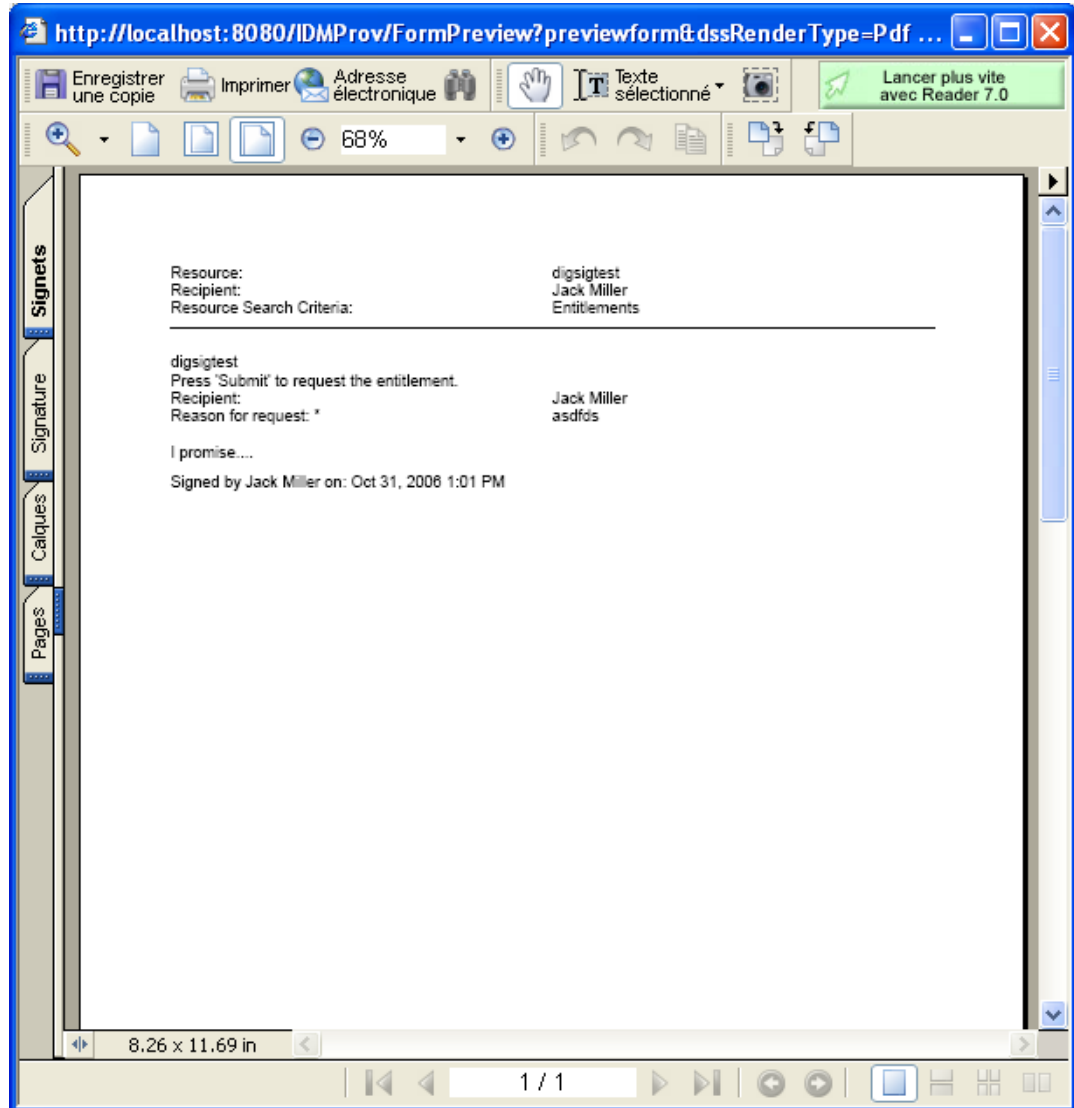 http://localhost:8080/IDMProv/FormPreview?previewform&dssRenderType=Pdf ...
Enregistrer une copie
Imprimer
Adresse électronique
Texte sélectionné
Lancer plus vite avec Reader 7.0
68%
Signets
Signature
Calques
Pages
Resource: digsigtest
Recipient: Jack Miller
Resource Search Criteria: Entitlements
digsigtest
Press 'Submit' to request the entitlement.
Recipient: Jack Miller
Reason for request: * asdfds
I promise....
Signed by Jack Miller on: Oct 31, 2006 1:01 PM
8.26 x 11.69 in
1 / 1